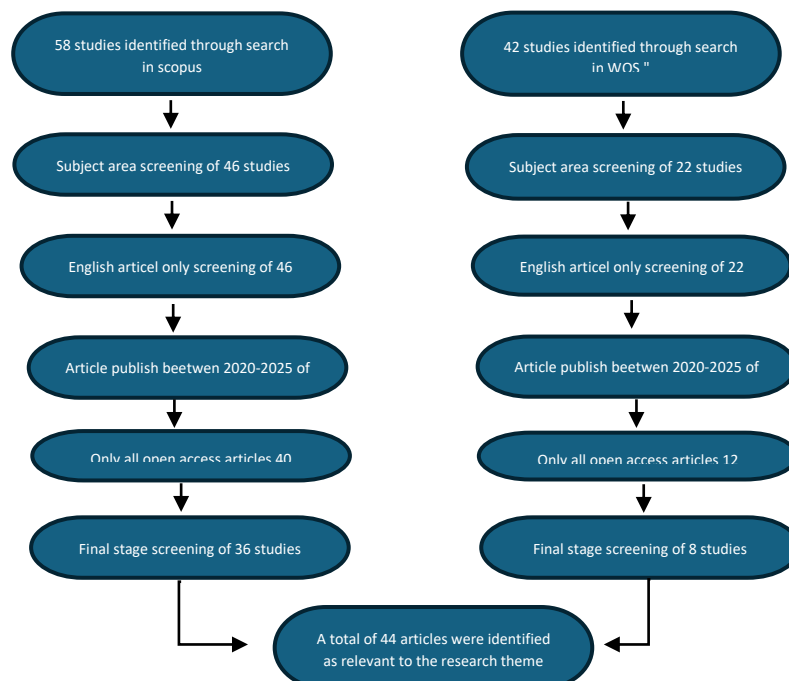 58 studies identified through search
in scopus
Subject area screening of 46 studies
English articel only screening of 46
Article publish beetwen 2020-2025 of
Only all open access articles 40
Final stage screening of 36 studies
42 studies identified through search
in WOS "
Subject area screening of 22 studies
English articel only screening of 22
Article publish beetwen 2020-2025 of
Only all open access articles 12
Final stage screening of 8 studies
A total of 44 articles were identified
as relevant to the research theme